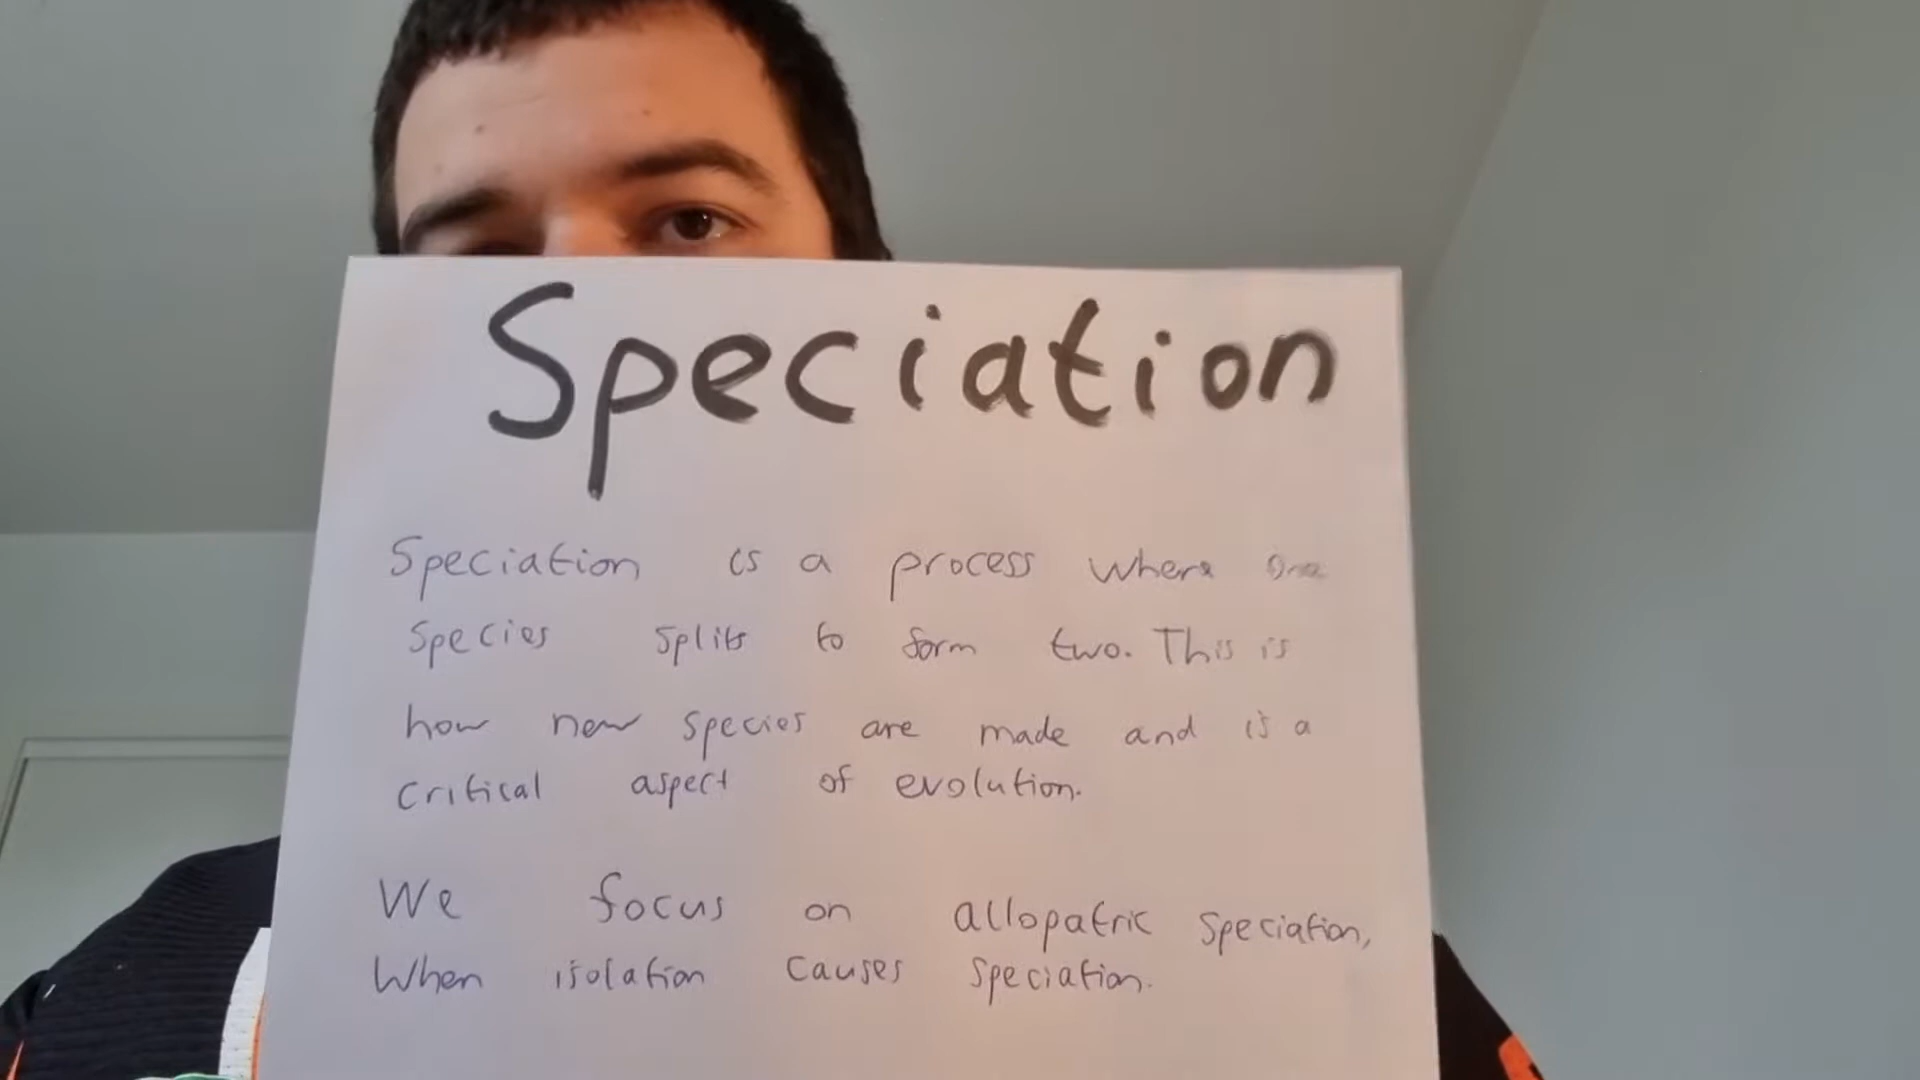 Speciation
Speciation is a process where one
species splits to form two. This is
how new species are made and is a
critical aspect of evolution.
We focus on allopatric speciation,
When isolation causes speciation.